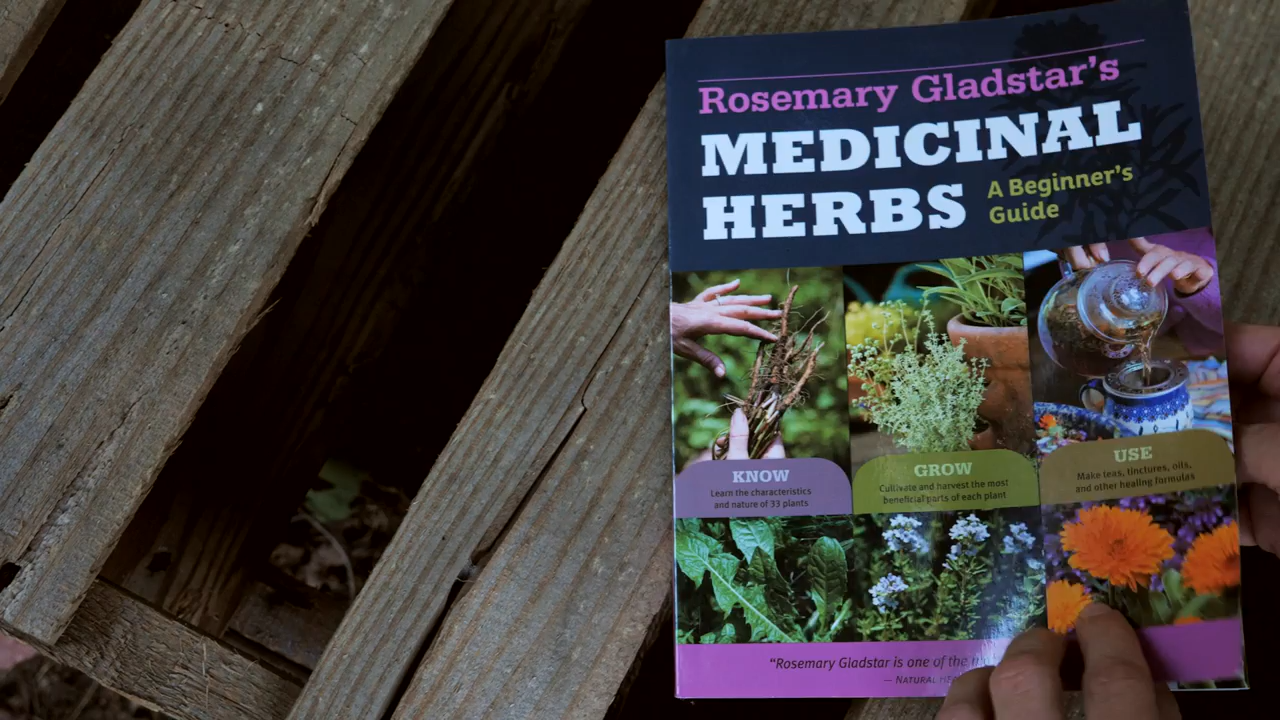 Rosemary Gladstar's
MEDICINAL
HERBS
A Beginner's
Guide
KNOW
Learn the characteristics
and nature of 33 plants
GROW
Cultivate and harvest the most
beneficial parts of each plant
USE
Make teas, tinctures, oils,
and other healing formulas
"Rosemary Gladstar is one of the
— NATURAL